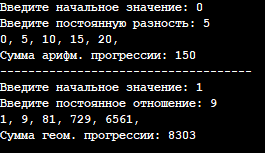 Введите начальное значение: 0
Введите постоянную разность: 5
0, 5, 10, 15, 20,
Сумма арифм. прогрессии: 150
--------------------------------------
Введите начальное значение: 1
Введите постоянное отношение: 9
1, 9, 81, 729, 6561,
Сумма геом. прогрессии: 8303